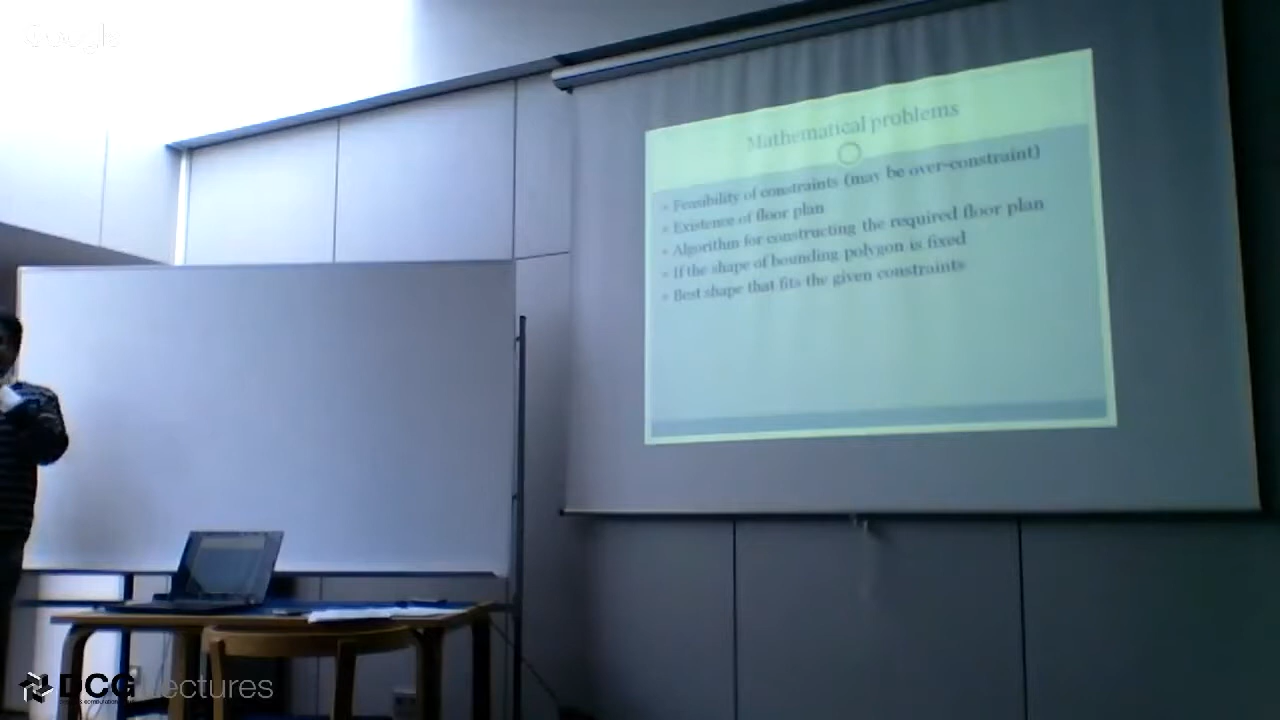 Google
Mathematical problems
Feasibility of constraints (may be over-constraint)
Existence of floor plan
Algorithm for constructing the required floor plan
If the shape of bounding polygon is fixed
Best shape that fits the given constraints
DCG Lectures